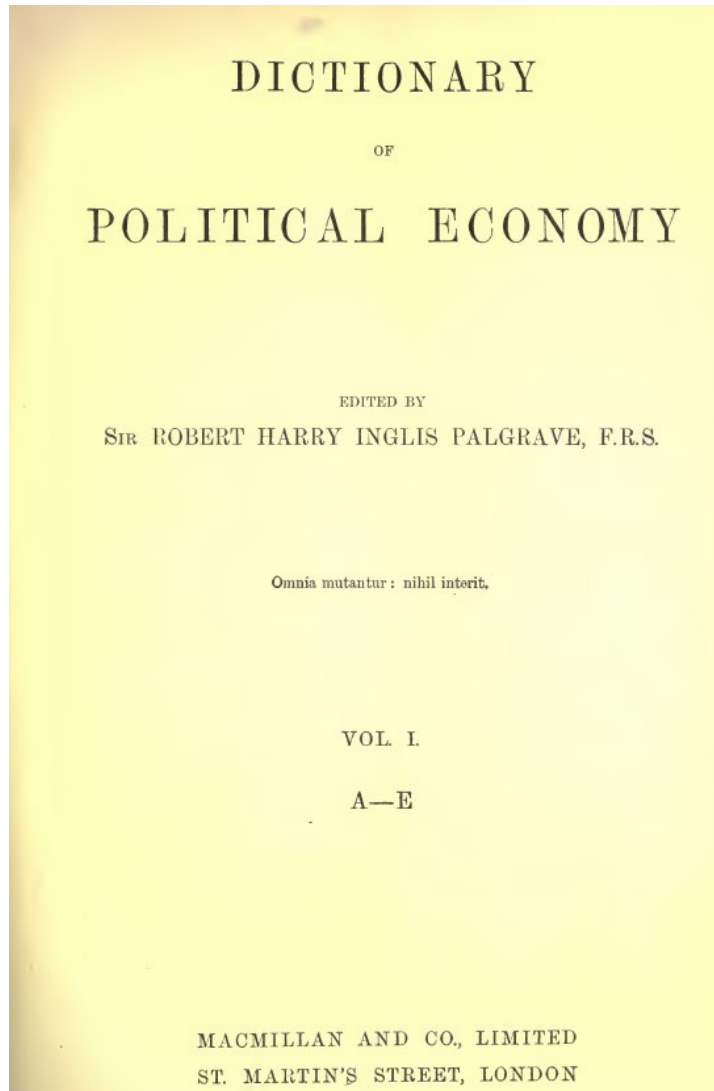 DICTIONARY
OF
POLITICAL ECONOMY
EDITED BY
SIR ROBERT HARRY INGLIS PALGRAVE, F.R.S.
Omnia mutantur: nihil interit.
VOL. I.
A—E
MACMILLAN AND CO., LIMITED
ST. MARTIN'S STREET, LONDON